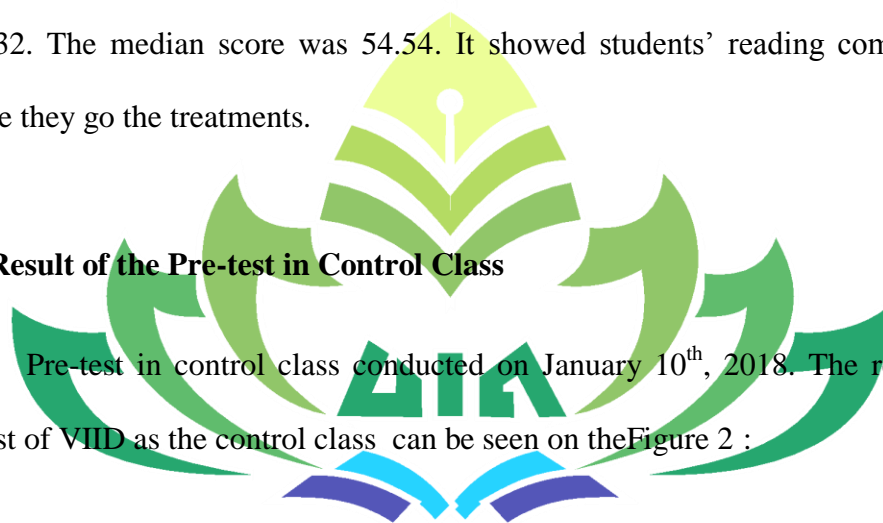 32. The median score was 54.54. It showed students’ reading com
e they go the treatments.
Result of the Pre-test in Control Class
Pre-test in control class conducted on January 10th, 2018. The r
st of VIID as the control class can be seen on theFigure 2 :
UIA